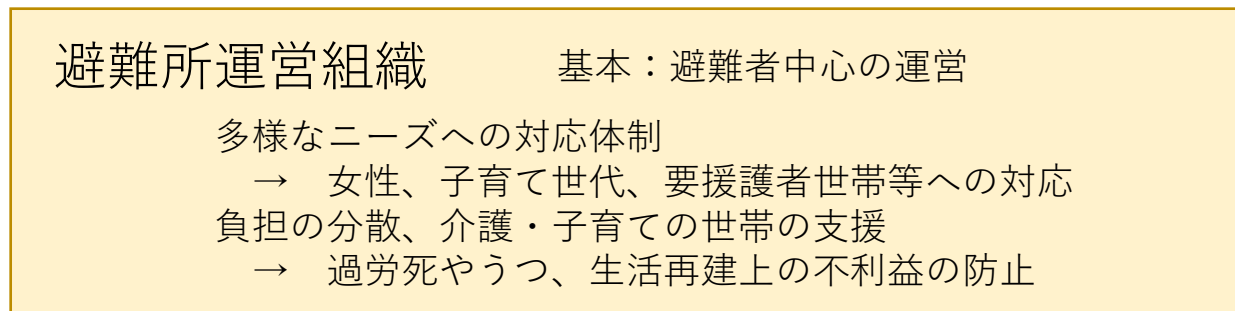 避難所運営組織　　基本：避難者中心の運営
多様なニーズへの対応体制
→　女性、子育て世代、要援護者世帯等への対応
負担の分散、介護・子育ての世帯の支援
→　過労死やうつ、生活再建上の不利益の防止